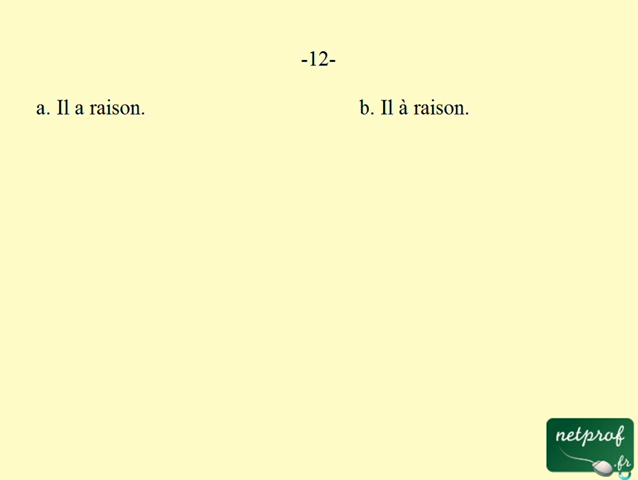 -12-
a. Il a raison. b. Il à raison.
netprof
.fr